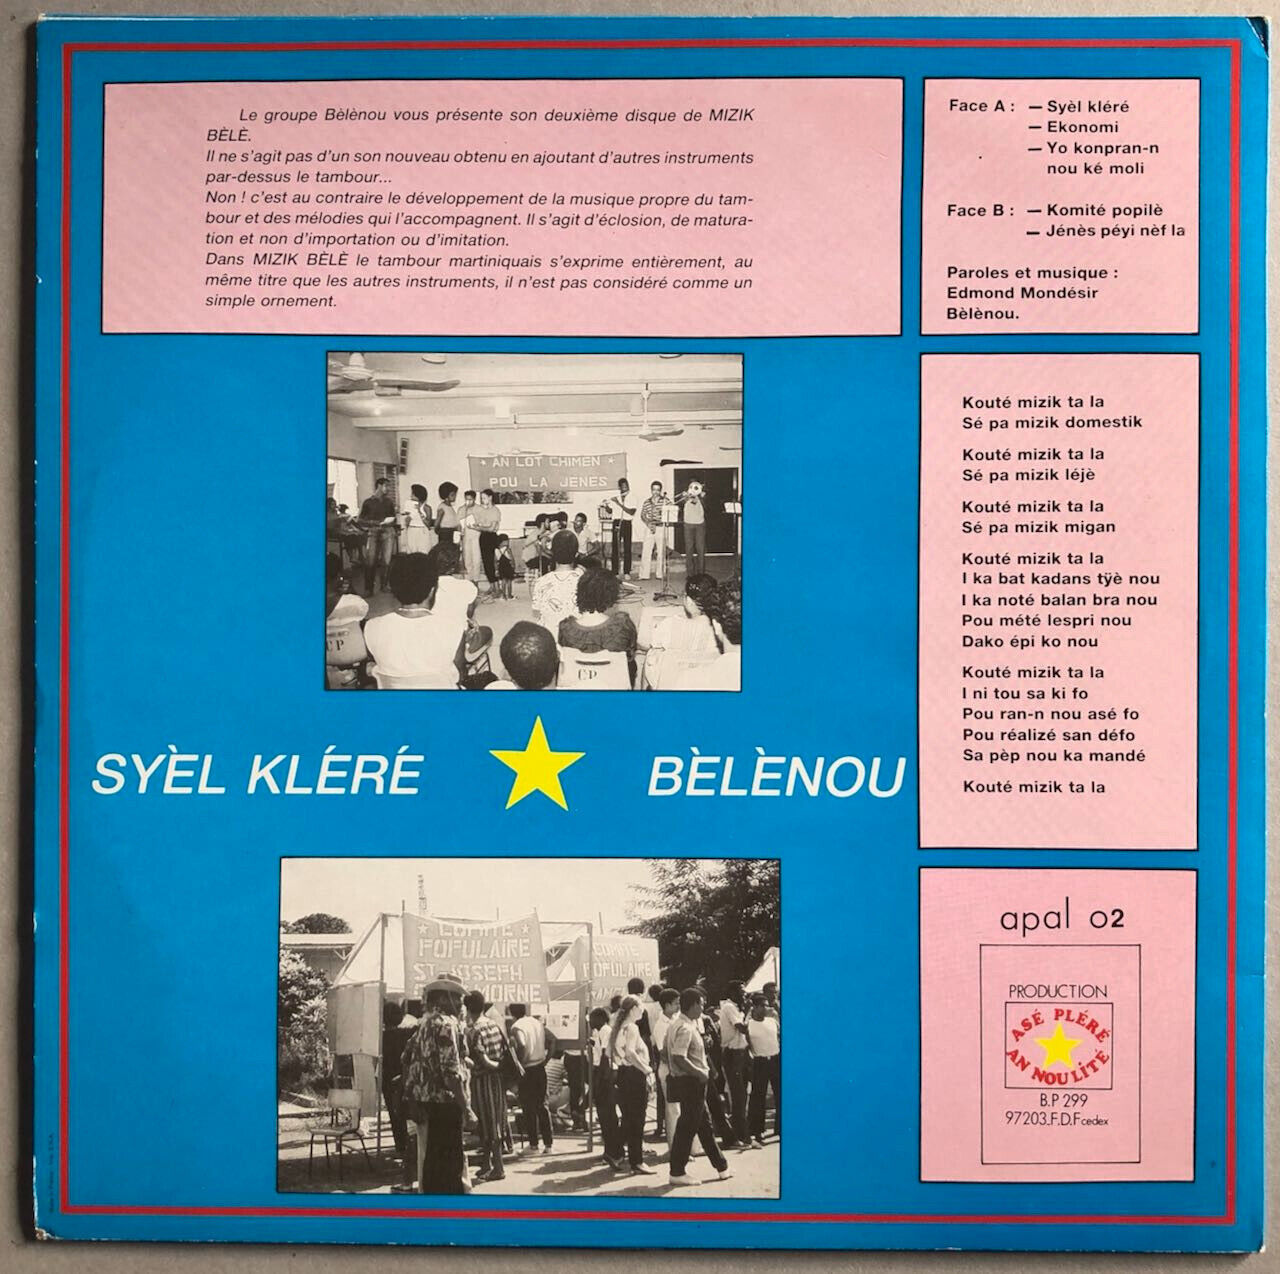 Le groupe Bèlènou vous présente son deuxième disque de MIZIK
BÈLÈ.
Il ne s'agit pas d'un son nouveau obtenu en ajoutant d'autres instruments
par-dessus le tambour...
Non ! c'est au contraire le développement de la musique propre du tam-
bour et des mélodies qui l'accompagnent. Il s'agit d'éclosion, de matura-
tion et non d'importation ou d'imitation.
Dans MIZIK BÈLÈ le tambour martiniquais s'exprime entièrement, au
même titre que les autres instruments, il n'est pas considéré comme un
simple ornement.
Face A : — Syèl kléré
— Ekonomi
— Yo konpran-n
nou ké moli
Face B : — Komité popilè
— Jénès péyi nèf la
Paroles et musique :
Edmond Mondésir
Bèlènou.
AN LOT CHIMEN
POU LA JENES
CP
CP
Kouté mizik ta la
Sé pa mizik domestik
Kouté mizik ta la
Sé pa mizik léjè
Kouté mizik ta la
Sé pa mizik migan
Kouté mizik ta la
I ka bat kadans tÿè nou
I ka noté balan bra nou
Pou mété lespri nou
Dako épi ko nou
Kouté mizik ta la
I ni tou sa ki fo
Pou ran-n nou asé fo
Pou réalizé san défo
Sa pèp nou ka mandé
Kouté mizik ta la
SYÈL KLÉRÉ
BÈLÈNOU
COMITE
POPULAIRE
ST-JOSEPH
MORNE
COMITE
POPULAIRE
apal 02
PRODUCTION
ASÉ PLÉRÉ
AN NOU LITÉ
B.P 299
97203.F.D.F cedex